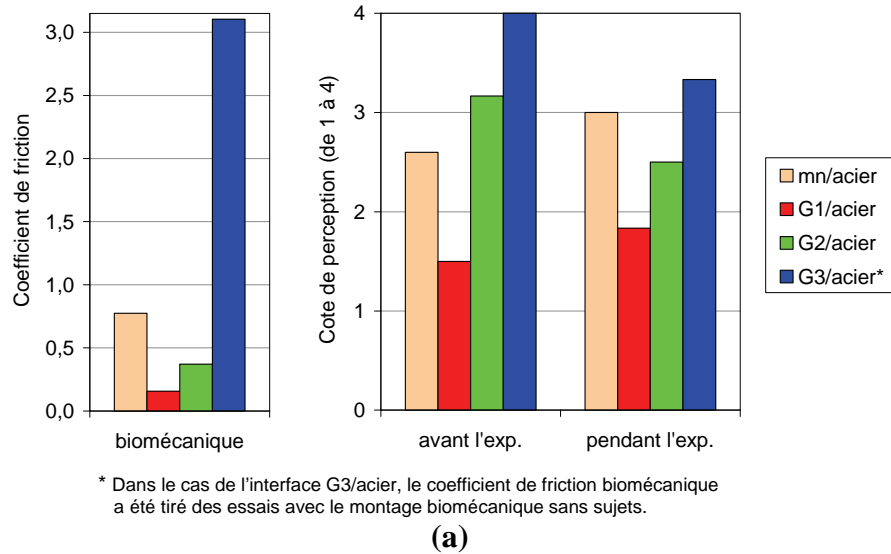 Coefficient de friction
3,0
2,5
2,0
1,5
1,0
0,5
0,0
biomécanique
Cote de perception (de 1 à 4)
4
3
2
1
0
avant l'exp.
pendant l'exp.
mn/acier
G1/acier
G2/acier
G3/acier*
* Dans le cas de l’interface G3/acier, le coefficient de friction biomécanique
a été tiré des essais avec le montage biomécanique sans sujets.
(a)